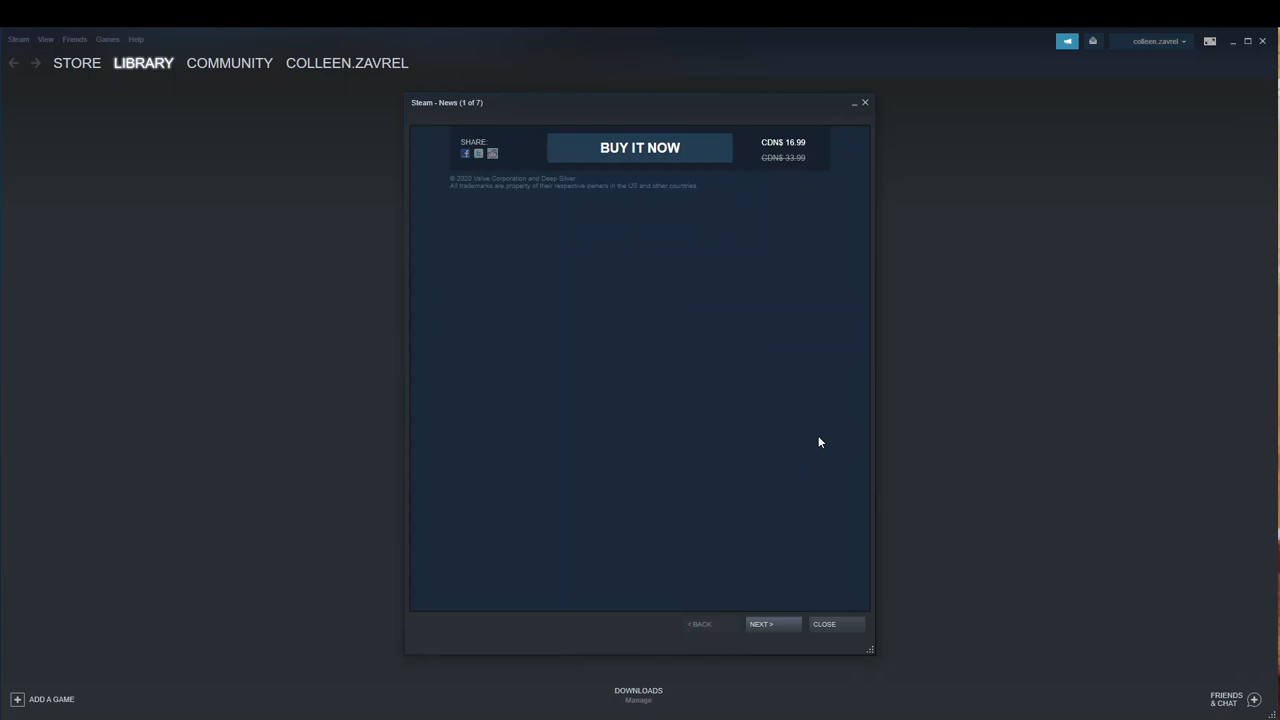 Steam View Friends Games Help
colleen.zavrel
STORE LIBRARY COMMUNITY COLLEEN.ZAVREL
Steam - News (1 of 7)
SHARE:
BUY IT NOW
CDN$ 16.99
CDN$ 33.99
© 2020 Valve Corporation and Deep Silver
All trademarks are property of their respective owners in the US and other countries.
< BACK NEXT > CLOSE
ADD A GAME
DOWNLOADS
Manage
FRIENDS
& CHAT